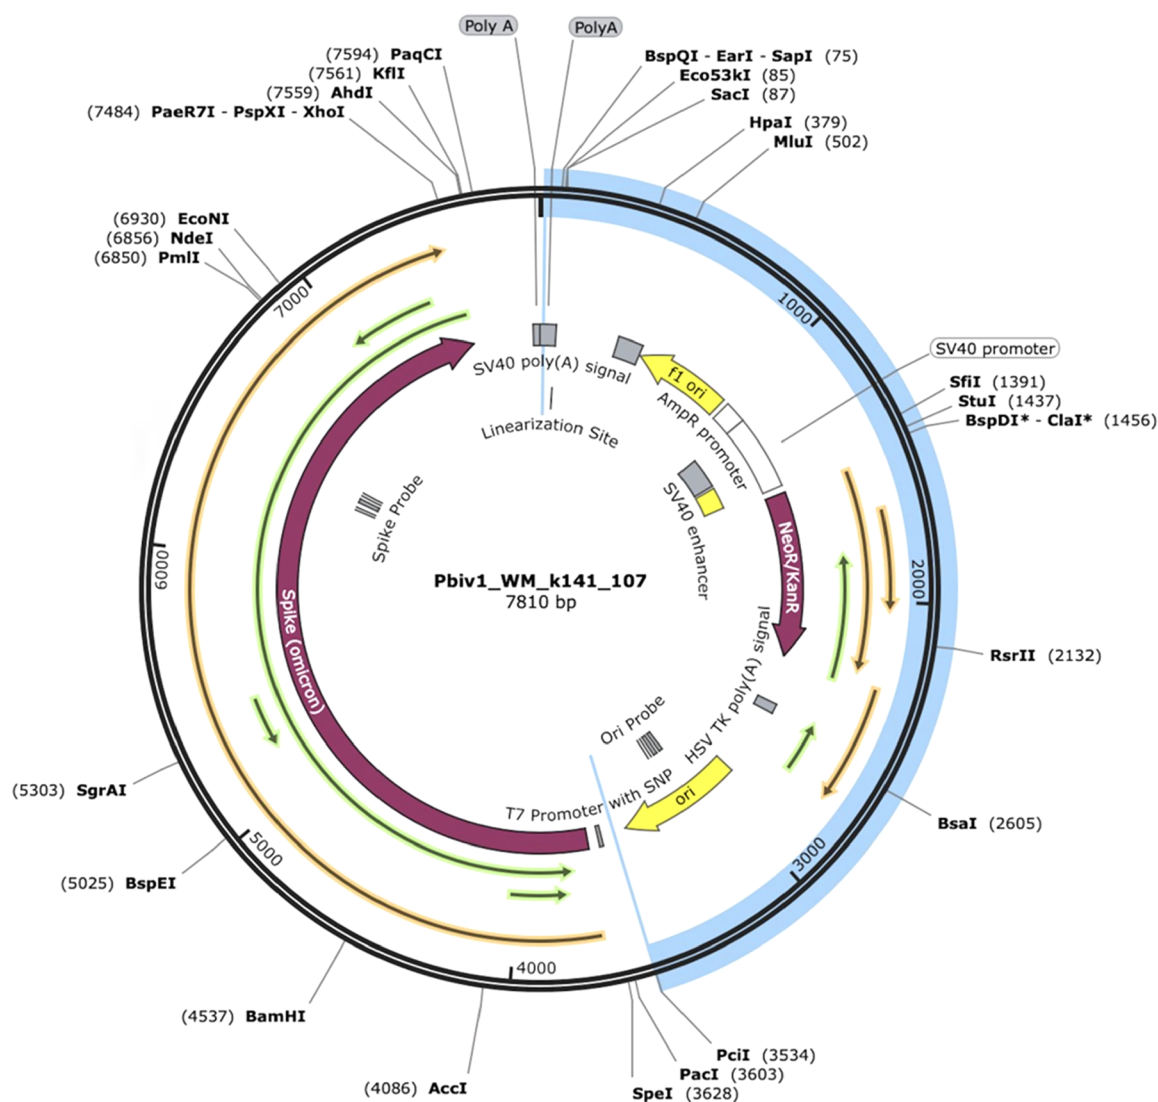 Poly A
PolyA
(7594) PaqCI
(7561) KflI
(7559) AhdI
(7484) PaeR7I - PspXI - XhoI
BspQI - EarI - SapI (75)
Eco53kI (85)
SacI (87)
HpaI (379)
MluI (502)
(6930) EcoNI
(6856) NdeI
(6850) PmlI
7000
1000
SV40 promoter
SfiI (1391)
StuI (1437)
BspDI* - ClaI* (1456)
SV40 poly(A) signal
f1 ori
AmpR promoter
Linearization Site
SV40 enhancer
Spike Probe
NeoR/KanR
6000
2000
Pbiv1_WM_k141_107
7810 bp
Spike (omicron)
HSV TK poly(A) signal
RsrII (2132)
Ori Probe
T7 Promoter with SNP
ori
(5303) SgrAI
BsaI (2605)
5000
3000
(5025) BspEI
4000
(4537) BamHI
(4086) AccI
PciI (3534)
PacI (3603)
SpeI (3628)